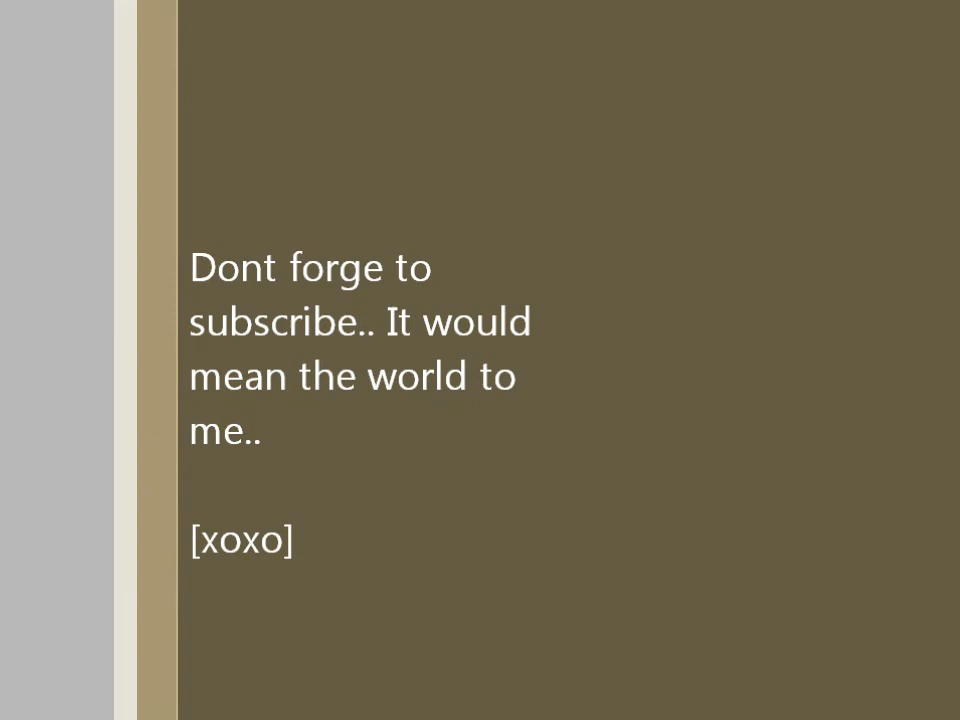 Dont forge to
subscribe.. It would
mean the world to
me..
[xoxo]